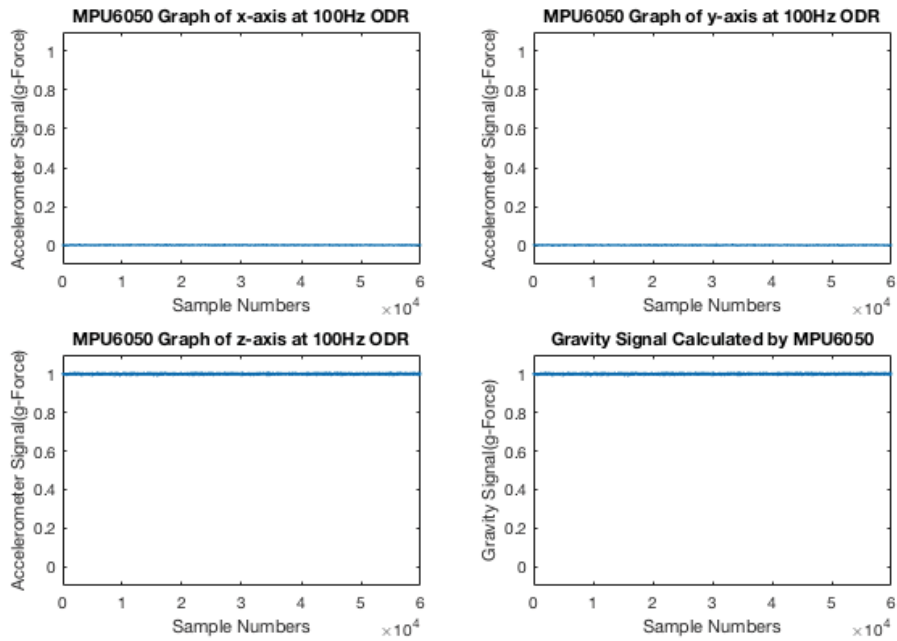 MPU6050 Graph of x-axis at 100Hz ODR
Accelerometer Signal(g-Force)
1
0.8
0.6
0.4
0.2
0
0 1 2 3 4 5 6
Sample Numbers
×10^4
MPU6050 Graph of y-axis at 100Hz ODR
Accelerometer Signal(g-Force)
1
0.8
0.6
0.4
0.2
0
0 1 2 3 4 5 6
Sample Numbers
×10^4
MPU6050 Graph of z-axis at 100Hz ODR
Accelerometer Signal(g-Force)
1
0.8
0.6
0.4
0.2
0
0 1 2 3 4 5 6
Sample Numbers
×10^4
Gravity Signal Calculated by MPU6050
Gravity Signal(g-Force)
1
0.8
0.6
0.4
0.2
0
0 1 2 3 4 5 6
Sample Numbers
×10^4